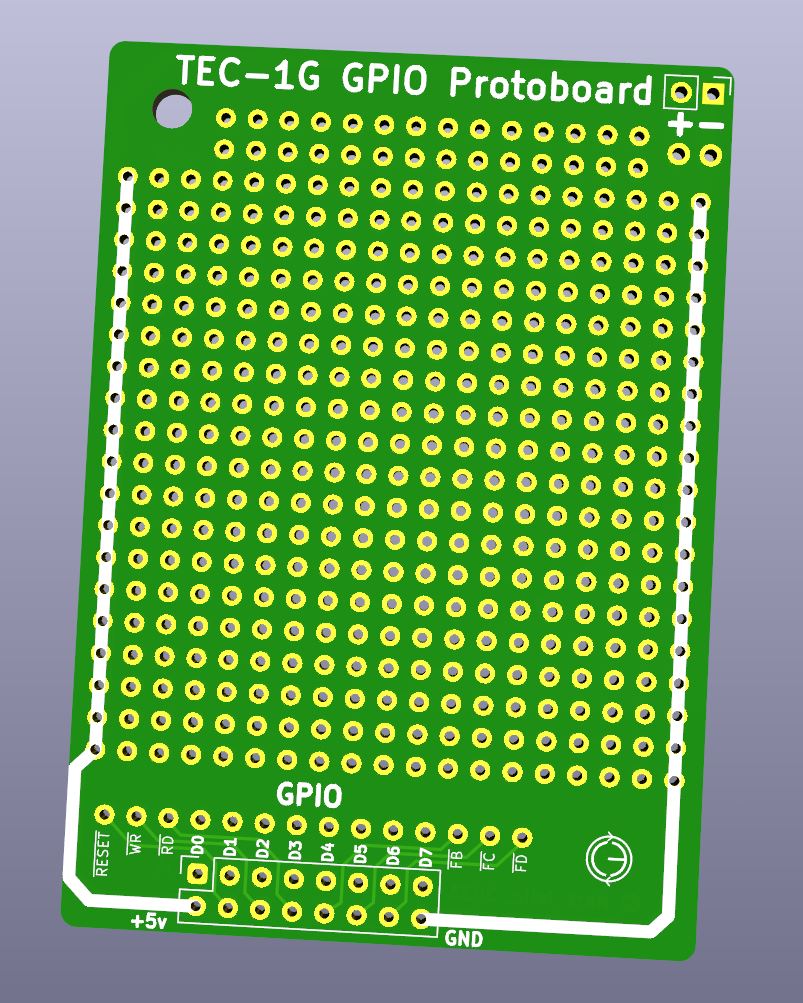 TEC-1G GPIO Protoboard
+ −
GPIO
RESET WR RD D0 D1 D2 D3 D4 D5 D6 D7 FB FC FD
+5v
GND